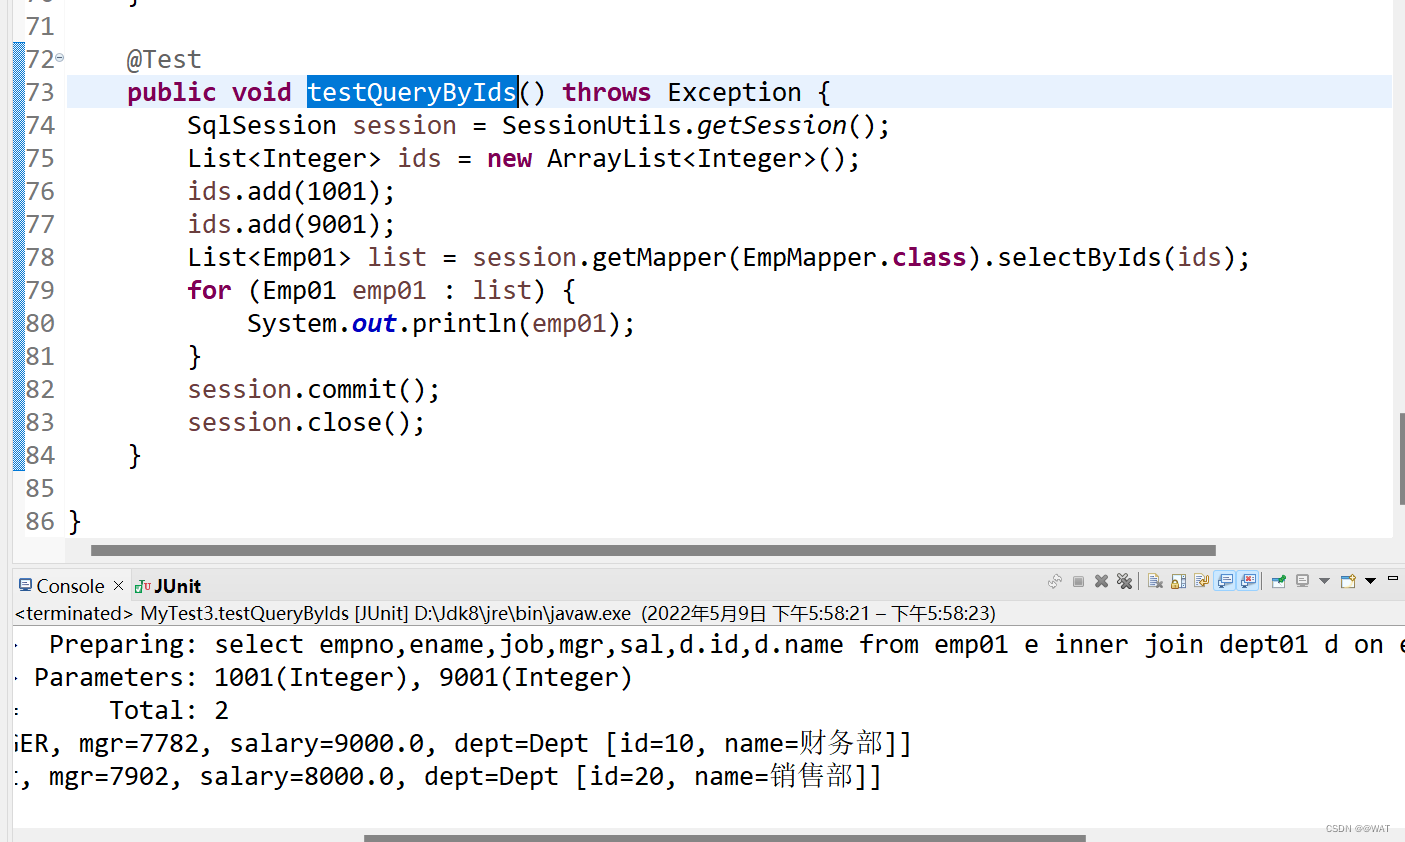 71
72 @Test
73 public void testQueryByIds() throws Exception {
74 SqlSession session = SessionUtils.getSession();
75 List<Integer> ids = new ArrayList<Integer>();
76 ids.add(1001);
77 ids.add(9001);
78 List<Emp01> list = session.getMapper(EmpMapper.class).selectByIds(ids);
79 for (Emp01 emp01 : list) {
80 System.out.println(emp01);
81 }
82 session.commit();
83 session.close();
84 }
85
86 }
Console JUnit
<terminated> MyTest3.testQueryByIds [JUnit] D:\Jdk8\jre\bin\javaw.exe (2022年5月9日 下午5:58:21 – 下午5:58:23)
Preparing: select empno,ename,job,mgr,sal,d.id,d.name from emp01 e inner join dept01 d on e
Parameters: 1001(Integer), 9001(Integer)
Total: 2
GER, mgr=7782, salary=9000.0, dept=Dept [id=10, name=财务部]]
, mgr=7902, salary=8000.0, dept=Dept [id=20, name=销售部]]
CSDN @@WAT